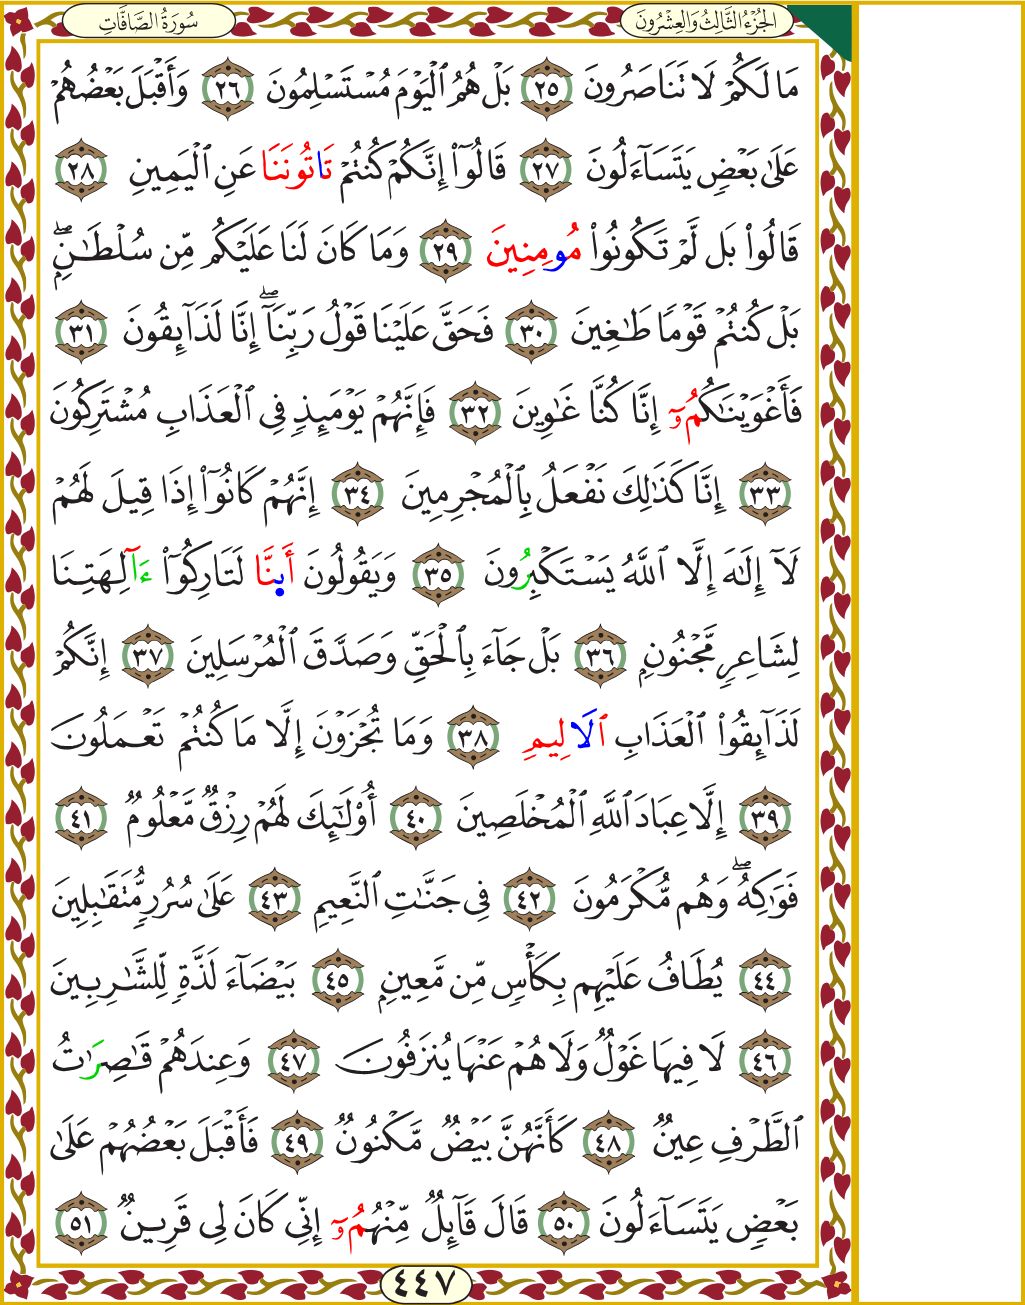 الجُزْءُ الثَّالِثُ وَالعِشْرُونَ
سُورَةُ الصَّافَّاتِ
مَا لَكُمْ لَا تَنَاصَرُونَ ٢٥ بَلْ هُمُ ٱلْيَوْمَ مُسْتَسْلِمُونَ ٢٦ وَأَقْبَلَ بَعْضُهُمْ
عَلَىٰ بَعْضٍ يَتَسَآءَلُونَ ٢٧ قَالُوٓا۟ إِنَّكُمْ كُنتُمْ تَاتُونَنَا عَنِ ٱلْيَمِينِ ٢٨
قَالُوا۟ بَل لَّمْ تَكُونُوا۟ مُومِنِينَ ٢٩ وَمَا كَانَ لَنَا عَلَيْكُم مِّن سُلْطَٰنٍۖ
بَلْ كُنتُمْ قَوْمًا طَٰغِينَ ٣٠ فَحَقَّ عَلَيْنَا قَوْلُ رَبِّنَآۖ إِنَّا لَذَآئِقُونَ ٣١
فَأَغْوَيْنَٰكُمُۥٓ إِنَّا كُنَّا غَٰوِينَ ٣٢ فَإِنَّهُمْ يَوْمَئِذٍ فِي ٱلْعَذَابِ مُشْتَرِكُونَ
٣٣ إِنَّا كَذَٰلِكَ نَفْعَلُ بِٱلْمُجْرِمِينَ ٣٤ إِنَّهُمْ كَانُوٓا۟ إِذَا قِيلَ لَهُمْ
لَآ إِلَٰهَ إِلَّا ٱللَّهُ يَسْتَكْبِرُونَ ٣٥ وَيَقُولُونَ أَىِٕنَّا لَتَارِكُوٓا۟ ءَآلِهَتِنَا
لِشَاعِرٍ مَّجْنُونٍ ٣٦ بَلْ جَآءَ بِٱلْحَقِّ وَصَدَّقَ ٱلْمُرْسَلِينَ ٣٧ إِنَّكُمْ
لَذَآئِقُوا۟ ٱلْعَذَابِ ٱلَالِيمِ ٣٨ وَمَا تُجْزَوْنَ إِلَّا مَا كُنتُمْ تَعْمَلُونَ
٣٩ إِلَّا عِبَادَ ٱللَّهِ ٱلْمُخْلَصِينَ ٤٠ أُو۟لَٰٓئِكَ لَهُمْ رِزْقٌ مَّعْلُومٌ ٤١
فَوَٰكِهُۖ وَهُم مُّكْرَمُونَ ٤٢ فِي جَنَّٰتِ ٱلنَّعِيمِ ٤٣ عَلَىٰ سُرُرٍ مُّتَقَٰبِلِينَ
٤٤ يُطَافُ عَلَيْهِم بِكَأْسٍ مِّن مَّعِينٍ ٤٥ بَيْضَآءَ لَذَّةٍ لِّلشَّٰرِبِينَ
٤٦ لَا فِيهَا غَوْلٌ وَلَا هُمْ عَنْهَا يُنزَفُونَ ٤٧ وَعِندَهُمْ قَٰصِرَٰتُ
ٱلطَّرْفِ عِينٌ ٤٨ كَأَنَّهُنَّ بَيْضٌ مَّكْنُونٌ ٤٩ فَأَقْبَلَ بَعْضُهُمْ عَلَىٰ
بَعْضٍ يَتَسَآءَلُونَ ٥٠ قَالَ قَآئِلٌ مِّنْهُمُۥٓ إِنِّي كَانَ لِي قَرِينٌ ٥١
٤٤٧